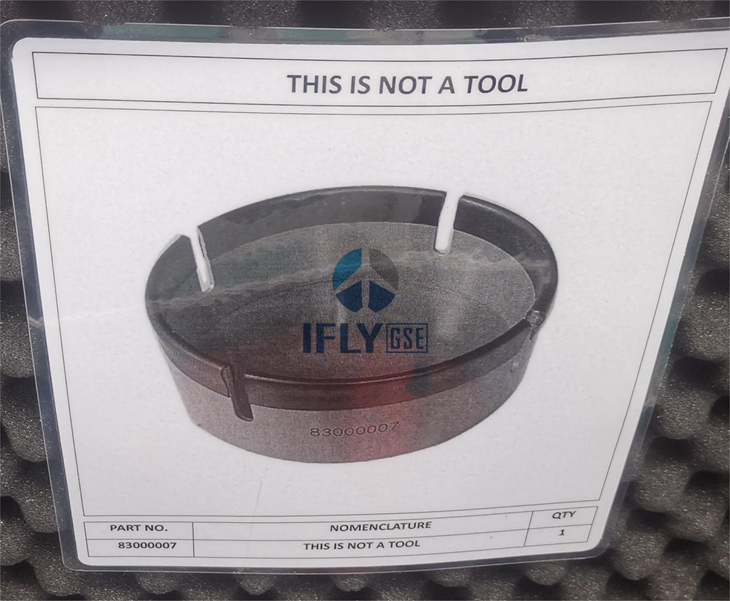 THIS IS NOT A TOOL
IFLY GSE
83000007
PART NO. NOMENCLATURE QTY
83000007 THIS IS NOT A TOOL 1